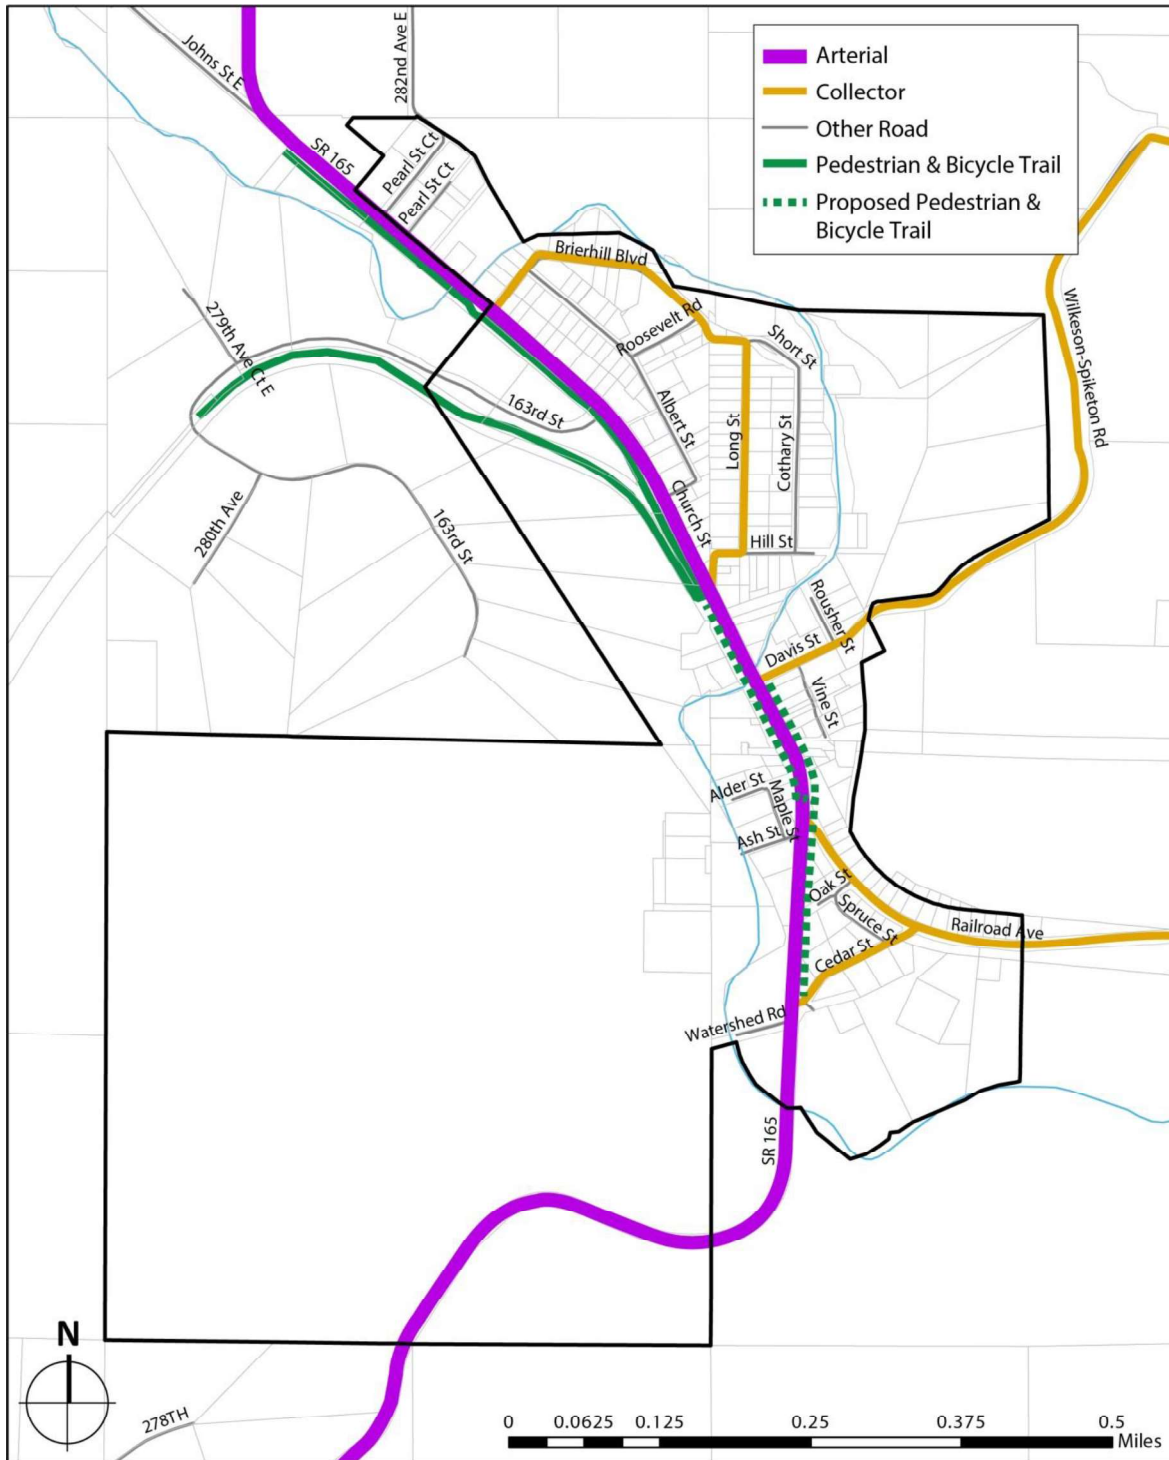 282nd Ave E
Johns St E
Arterial
Collector
Other Road
Pedestrian & Bicycle Trail
Proposed Pedestrian &
Bicycle Trail
SR 165
Pearl St Ct
Pearl St Ct
Brierhill Blvd
Roosevelt Rd
Short St
Wilkeson-Spiketon Rd
279th Ave Ct E
163rd St
Albert St
Long St
Cothary St
Church St
280th Ave
163rd St
Hill St
Rousher St
Davis St
Vine St
Alder St
Maple St
Ash St
Oak St
Spruce St
Railroad Ave
Cedar St
Watershed Rd
SR 165
N
278TH
0 0.0625 0.125 0.25 0.375 0.5
Miles